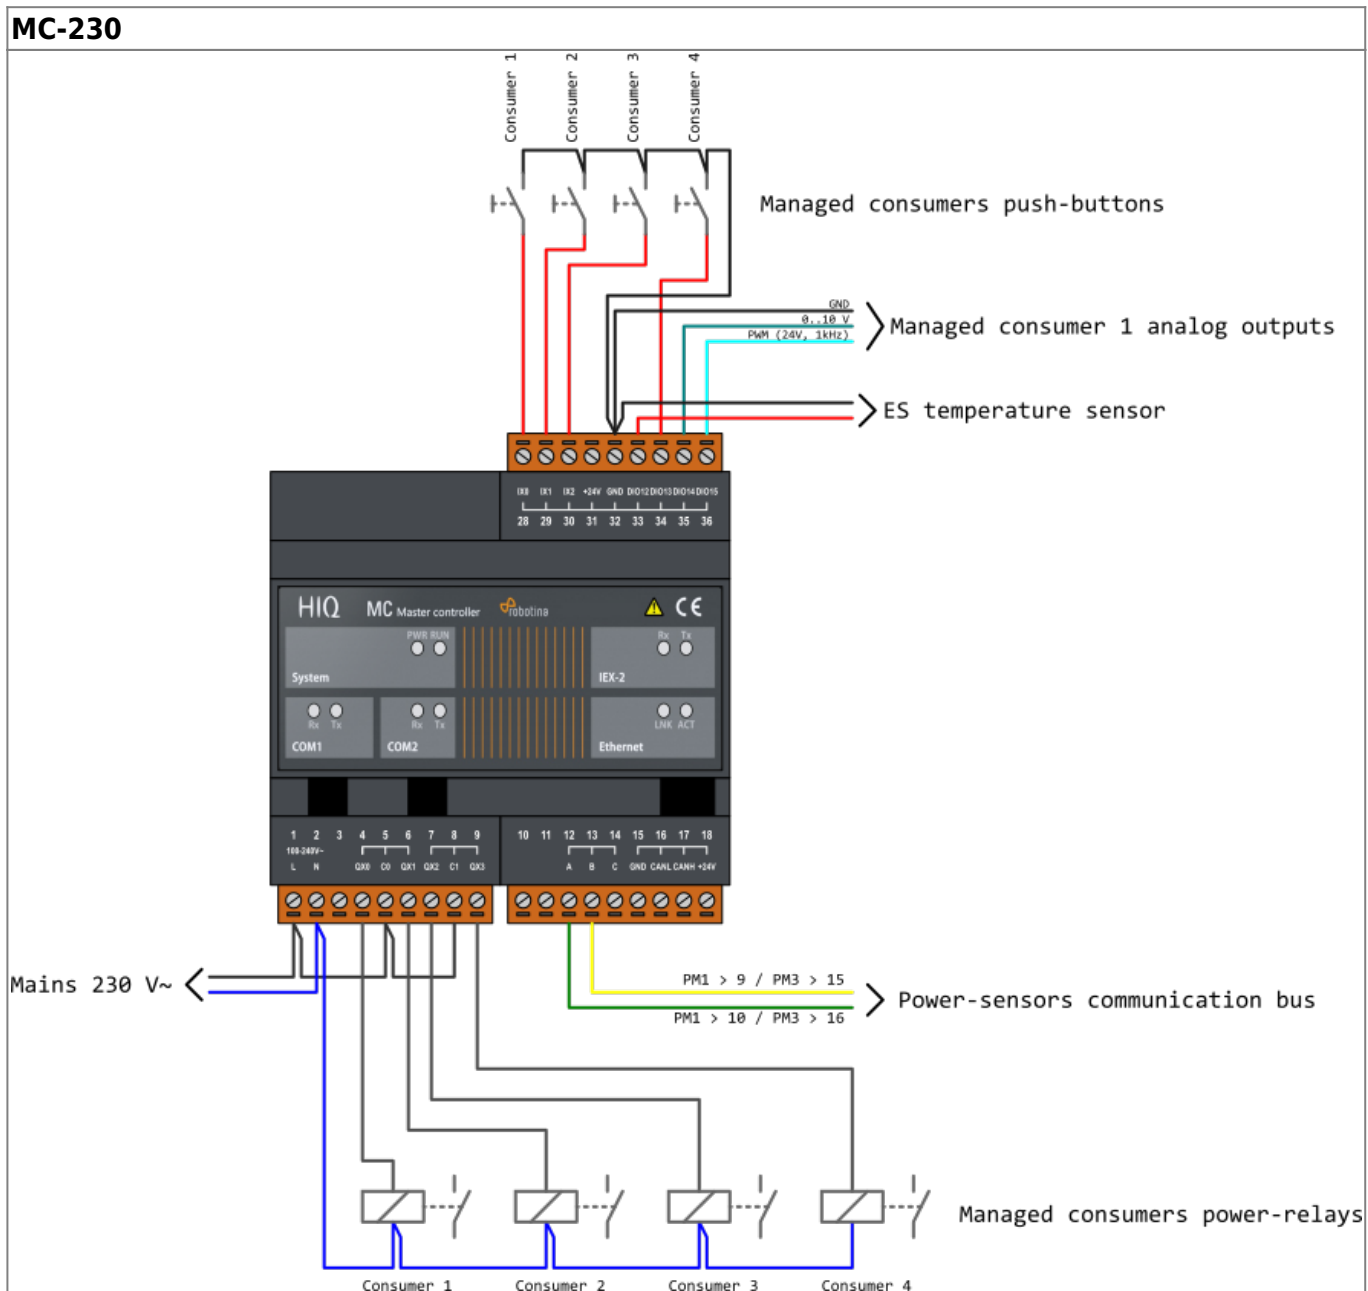 MC-230
Consumer 1
Consumer 2
Consumer 3
Consumer 4
Managed consumers push-buttons
GND
0..10 V
PWM (24V, 1kHz)
Managed consumer 1 analog outputs
ES temperature sensor
IX0 IX1 IX2 +24V GND DIO12 DIO13 DIO14 DIO15
28 29 30 31 32 33 34 35 36
HIQ MC Master controller robotina CE
PWR RUN
Rx Tx
System
IEX-2
Rx Tx
Rx Tx
LNK ACT
COM1
COM2
Ethernet
1 2 3 4 5 6 7 8 9 10 11 12 13 14 15 16 17 18
100-240V~
L N QX0 C0 QX1 QX2 C1 QX3 A B C GND CANL CANH +24V
Mains 230 V~
PM1 > 9 / PM3 > 15
Power-sensors communication bus
PM1 > 10 / PM3 > 16
Managed consumers power-relays
Consumer 1
Consumer 2
Consumer 3
Consumer 4